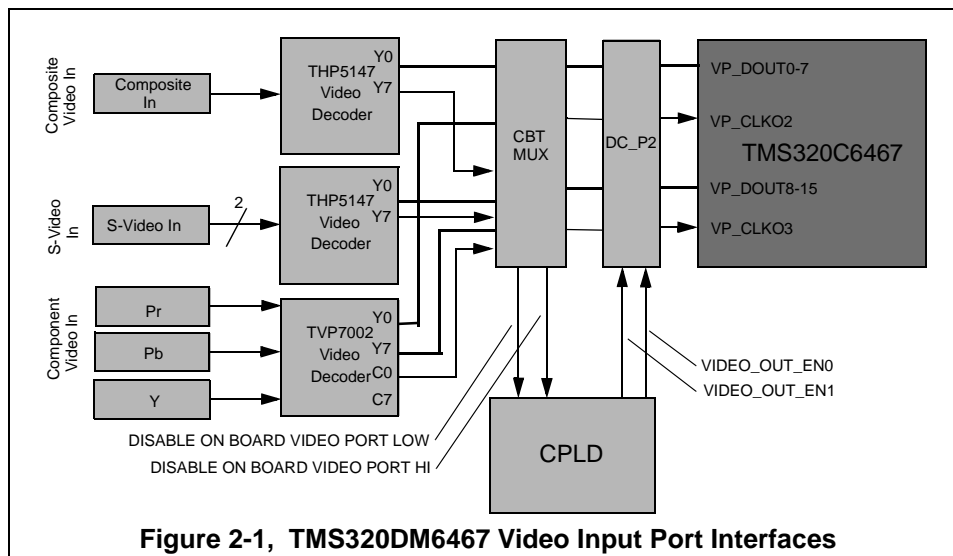 Composite
Video In
Composite
In
THP5147
Video
Decoder
Y0
Y7
S-Video
In
S-Video In
2
THP5147
Video
Decoder
Y0
Y7
Component
Video In
Pr
Pb
Y
TVP7002
Video
Decoder
Y0
Y7
C0
C7
CBT
MUX
DC_P2
VP_DOUT0-7
VP_CLKO2
TMS320C6467
VP_DOUT8-15
VP_CLKO3
VIDEO_OUT_EN0
VIDEO_OUT_EN1
DISABLE ON BOARD VIDEO PORT LOW
DISABLE ON BOARD VIDEO PORT HI
CPLD
Figure 2-1, TMS320DM6467 Video Input Port Interfaces